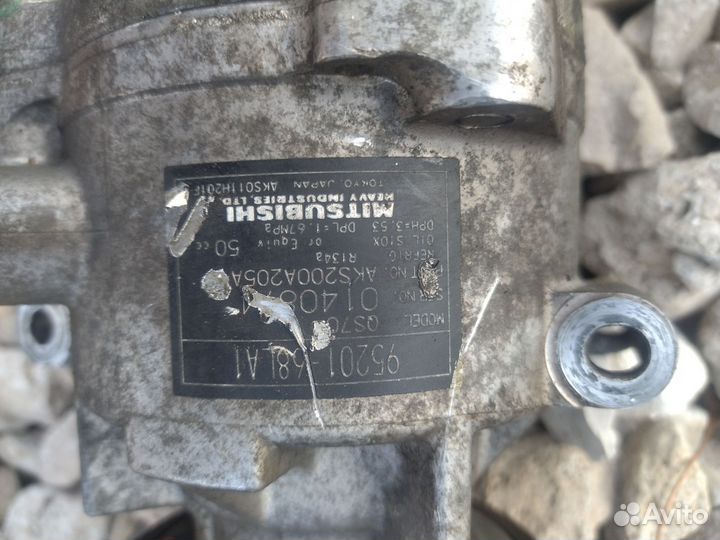 95201 68LA1
MODEL QS70
SER NO. 01408
PART NO. AKS200A205A
REFRIG R134a
OIL S10X or Equiv 50 cc
DPH=3.53 DPL=1.67MPa
MITSUBISHI
HEAVY INDUSTRIES, LTD.
TOKYO JAPAN AKS011H201F
Avito